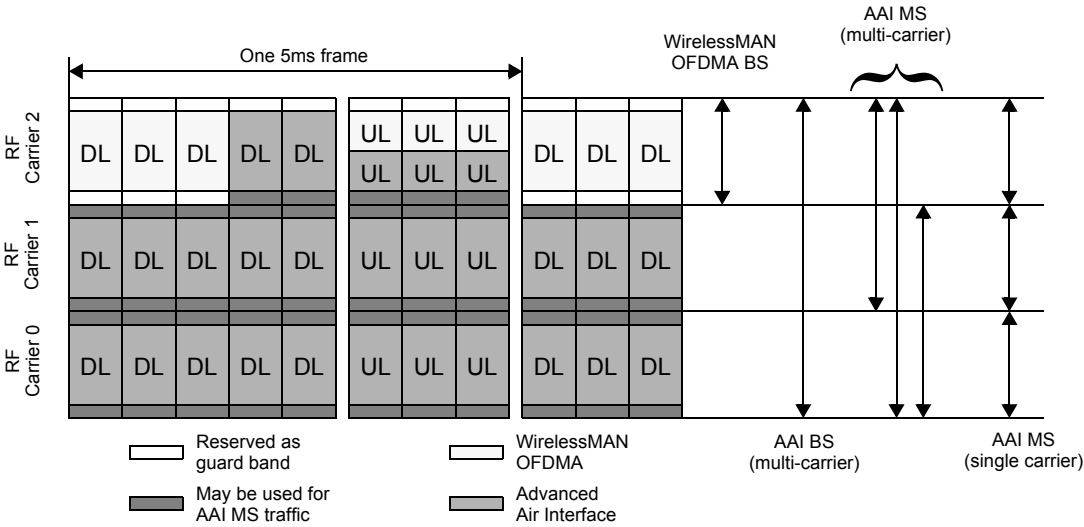 AAI MS
(multi-carrier)
WirelessMAN
OFDMA BS
One 5ms frame
RF
Carrier 2
DL DL DL DL DL
UL UL UL
UL UL UL
DL DL DL
RF
Carrier 1
DL DL DL DL DL
UL UL UL
DL DL DL
RF
Carrier 0
DL DL DL DL DL
UL UL UL
DL DL DL
Reserved as
guard band
WirelessMAN
OFDMA
AAI BS
(multi-carrier)
AAI MS
(single carrier)
May be used for
AAI MS traffic
Advanced
Air Interface